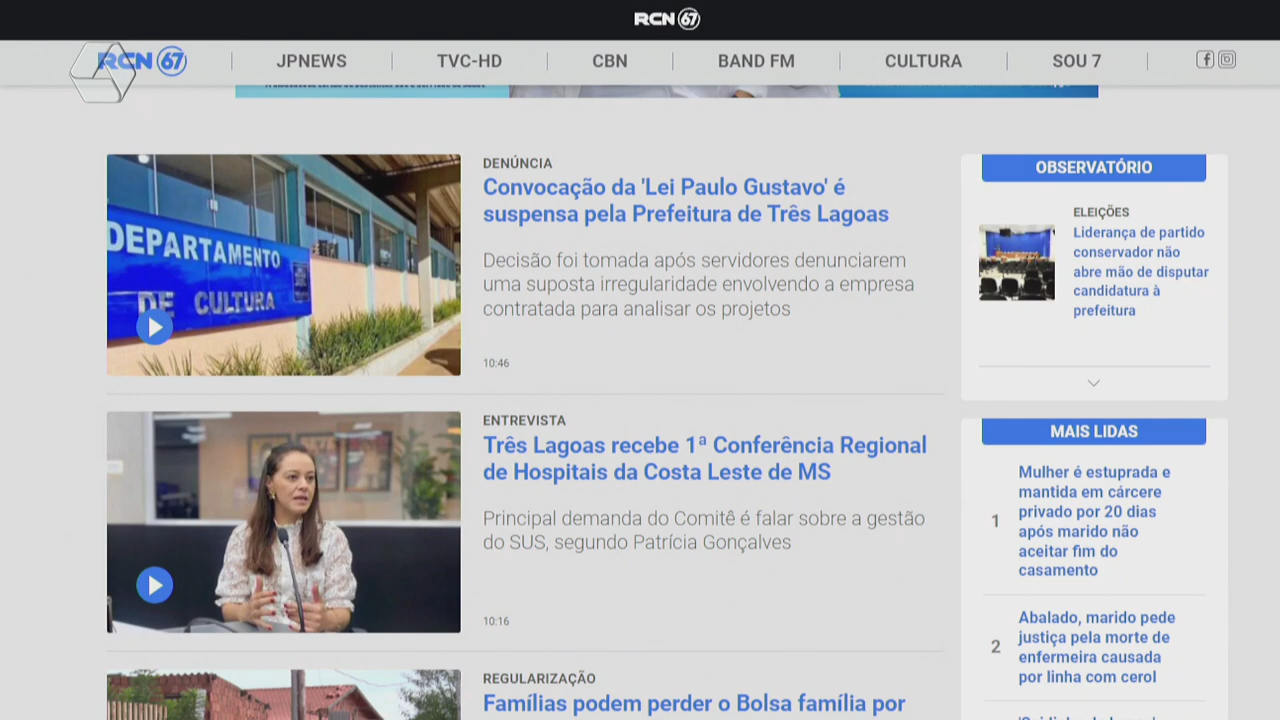 RCN 67
RCN 67
JPNEWS
TVC-HD
CBN
BAND FM
CULTURA
SOU 7
DEPARTAMENTO
DE CULTURA
DENÚNCIA
Convocação da 'Lei Paulo Gustavo' é
suspensa pela Prefeitura de Três Lagoas
Decisão foi tomada após servidores denunciarem
uma suposta irregularidade envolvendo a empresa
contratada para analisar os projetos
10:46
ENTREVISTA
Três Lagoas recebe 1ª Conferência Regional
de Hospitais da Costa Leste de MS
Principal demanda do Comitê é falar sobre a gestão
do SUS, segundo Patrícia Gonçalves
10:16
REGULARIZAÇÃO
Famílias podem perder o Bolsa família por
OBSERVATÓRIO
ELEIÇÕES
Liderança de partido
conservador não
abre mão de disputar
candidatura à
prefeitura
MAIS LIDAS
1
Mulher é estuprada e
mantida em cárcere
privado por 20 dias
após marido não
aceitar fim do
casamento
2
Abalado, marido pede
justiça pela morte de
enfermeira causada
por linha com cerol